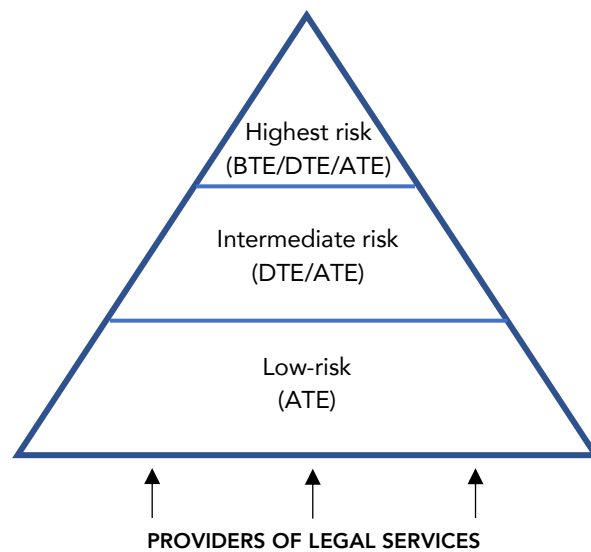 Highest risk
(BTE/DTE/ATE)
Intermediate risk
(DTE/ATE)
Low-risk
(ATE)
PROVIDERS OF LEGAL SERVICES